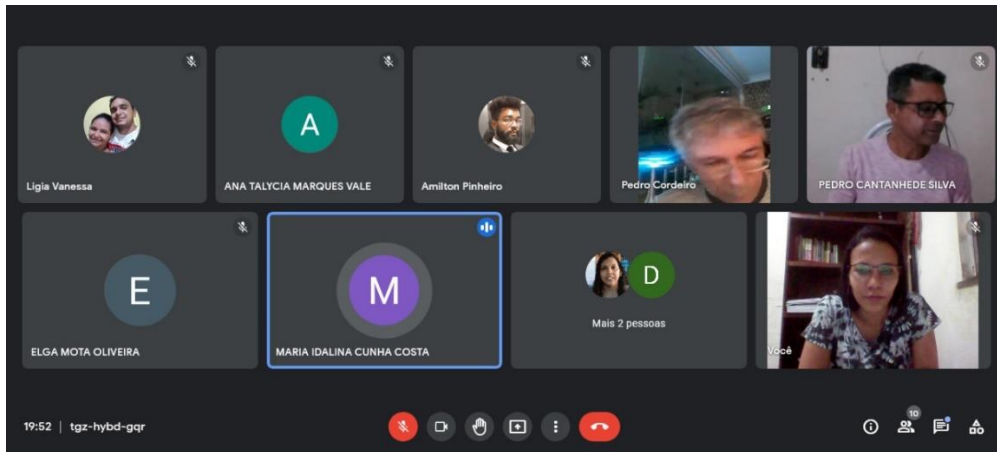 A
Ligia Vanessa
ANA TALYCIA MARQUES VALE
Amilton Pinheiro
Pedro Cordeiro
PEDRO CANTANHEDE SILVA
E
M
D
Mais 2 pessoas
ELGA MOTA OLIVEIRA
MARIA IDALINA CUNHA COSTA
Você
19:52 | tgz-hybd-gqr
10